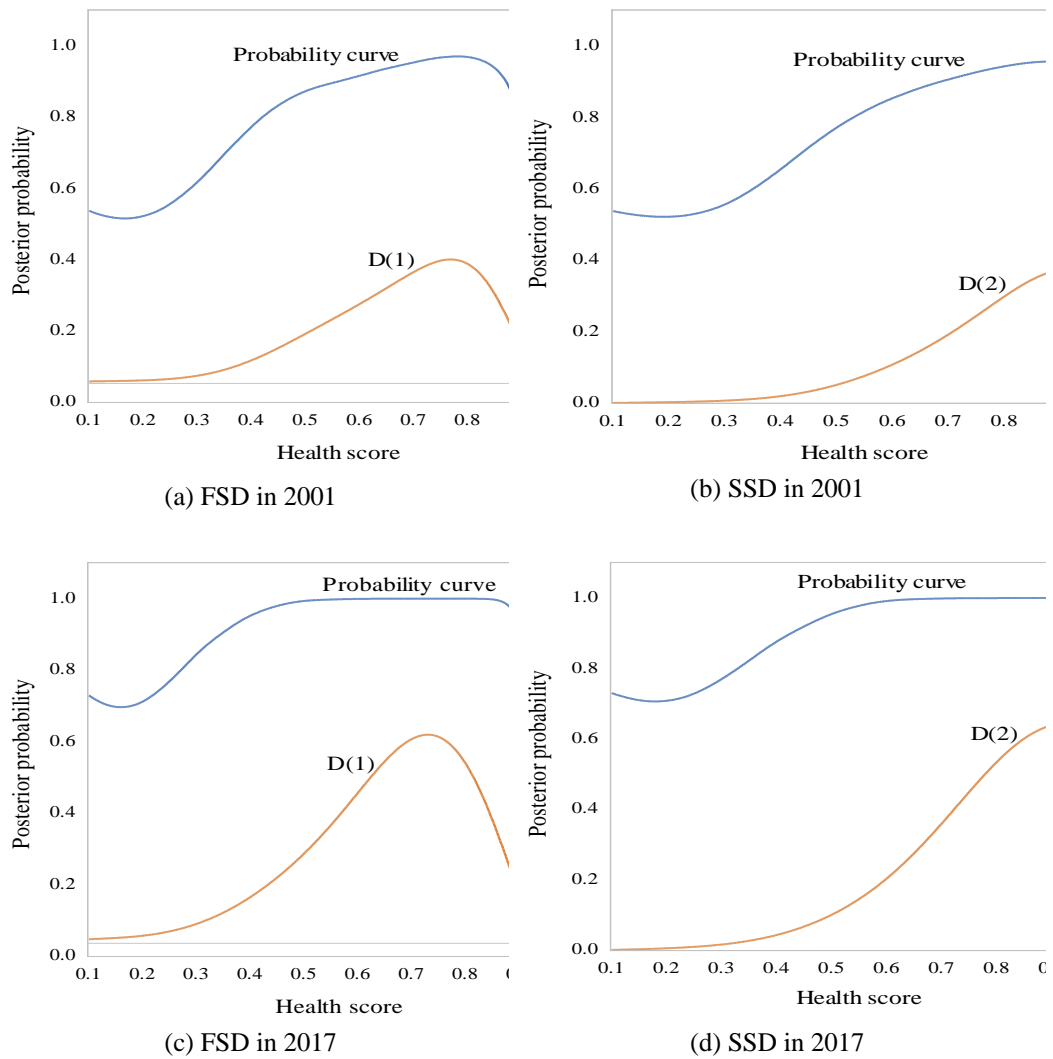 1.0
0.8
0.6
0.4
0.2
0.0
Posterior probability
Probability curve
D(1)
0.1 0.2 0.3 0.4 0.5 0.6 0.7 0.8
Health score
(a) FSD in 2001
1.0
0.8
0.6
0.4
0.2
0.0
Posterior probability
Probability curve
D(2)
0.1 0.2 0.3 0.4 0.5 0.6 0.7 0.8
Health score
(b) SSD in 2001
1.0
0.8
0.6
0.4
0.2
0.0
Posterior probability
Probability curve
D(1)
0.1 0.2 0.3 0.4 0.5 0.6 0.7 0.8
Health score
(c) FSD in 2017
1.0
0.8
0.6
0.4
0.2
0.0
Posterior probability
Probability curve
D(2)
0.1 0.2 0.3 0.4 0.5 0.6 0.7 0.8
Health score
(d) SSD in 2017